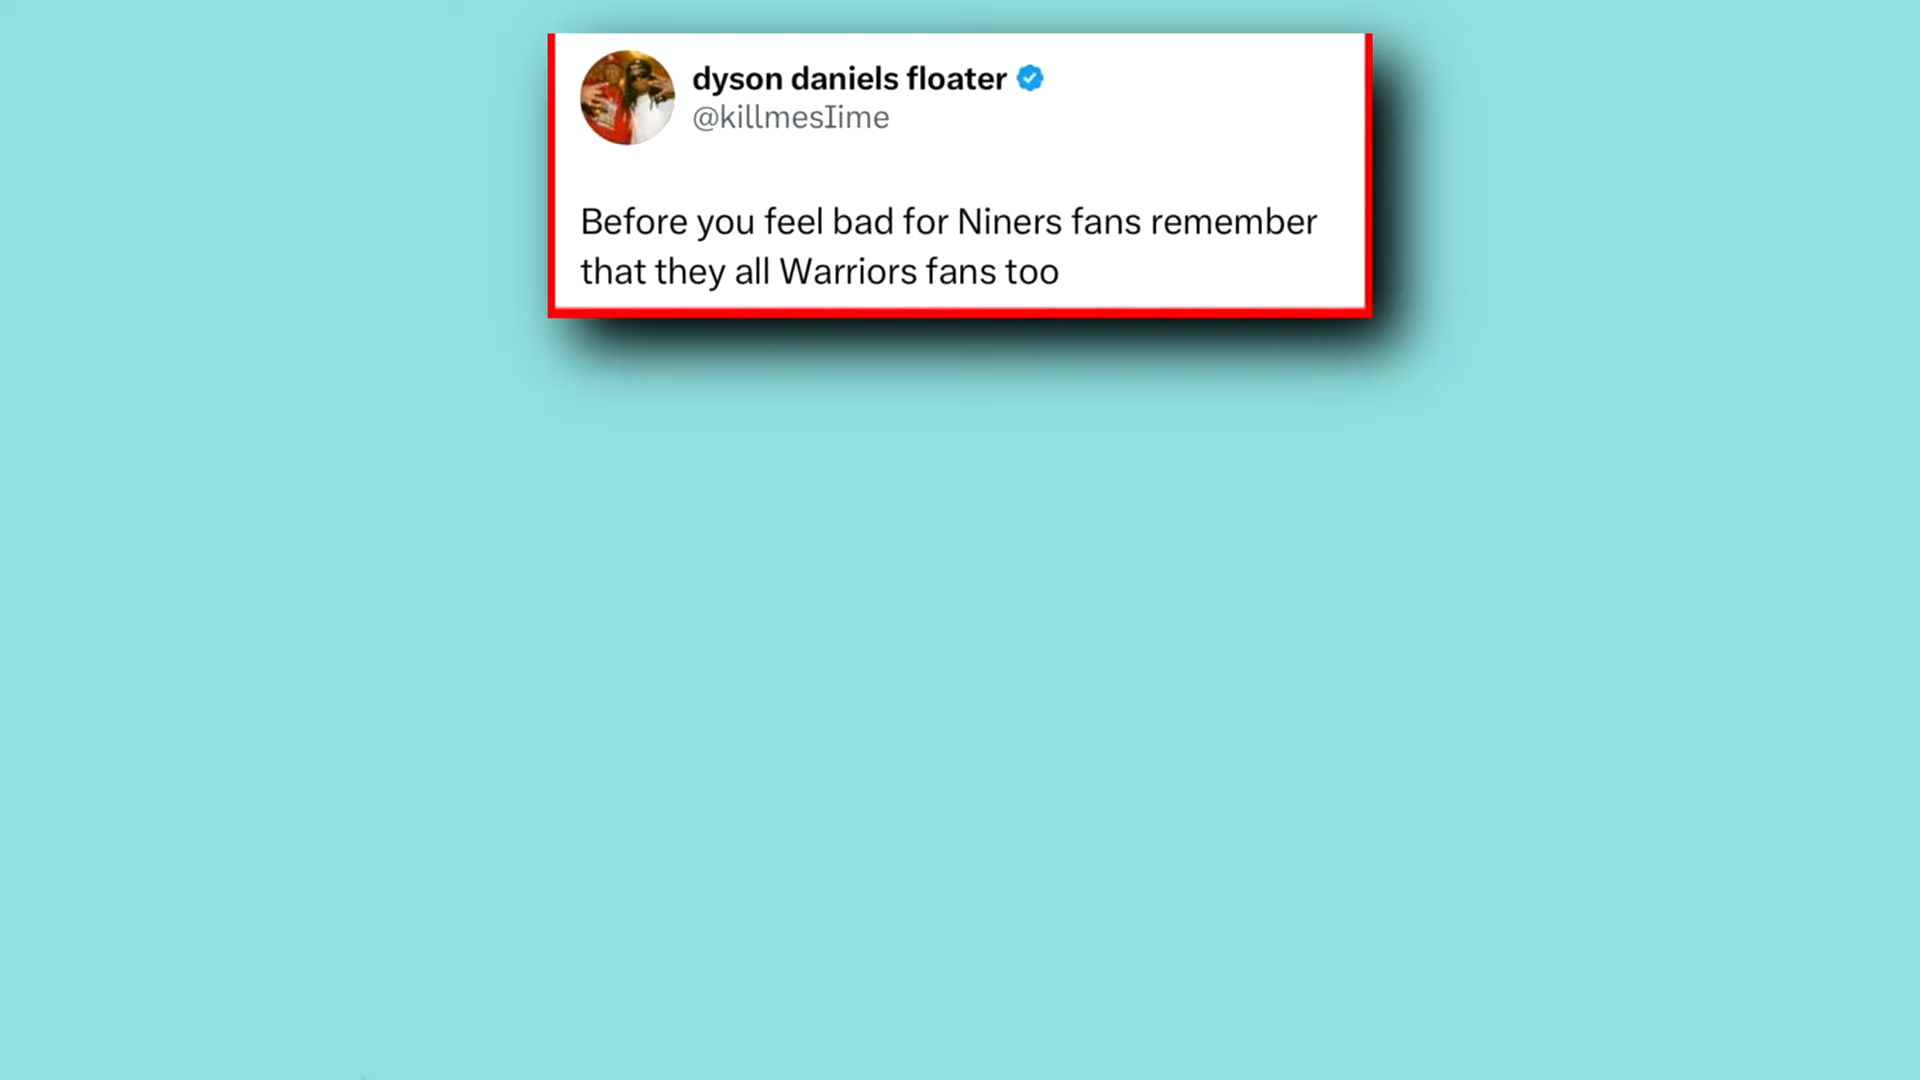 dyson daniels floater
@killmesIime
Before you feel bad for Niners fans remember
that they all Warriors fans too